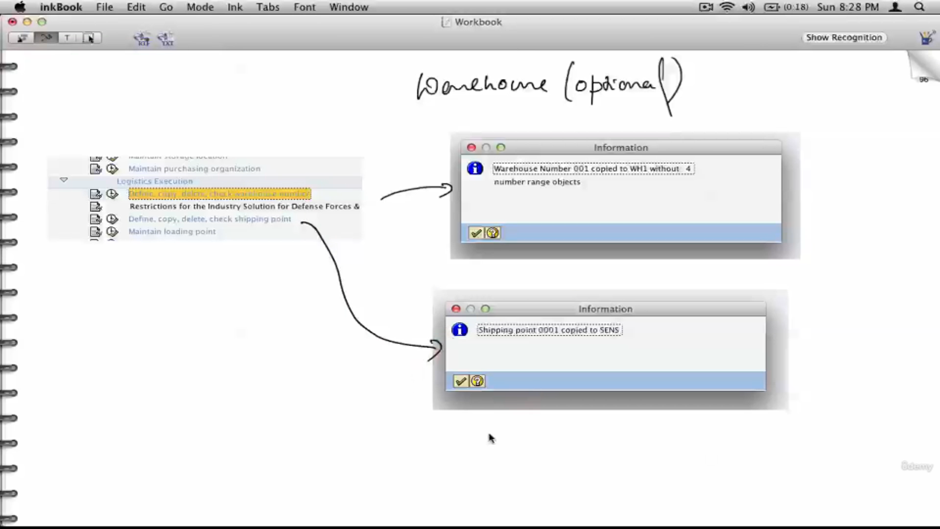 inkBook File Edit Go Mode Ink Tabs Font Window (0:18) Sun 8:28 PM
Workbook
T Show Recognition
Warehouse (optional)
Maintain storage location
Maintain purchasing organization
Logistics Execution
Define, copy, delete, check warehouse number
Restrictions for the Industry Solution for Defense Forces &
Define, copy, delete, check shipping point
Maintain loading point
Information
Warehouse Number 001 copied to WH1 without 4
number range objects
Information
Shipping point 0001 copied to SENS
Udemy